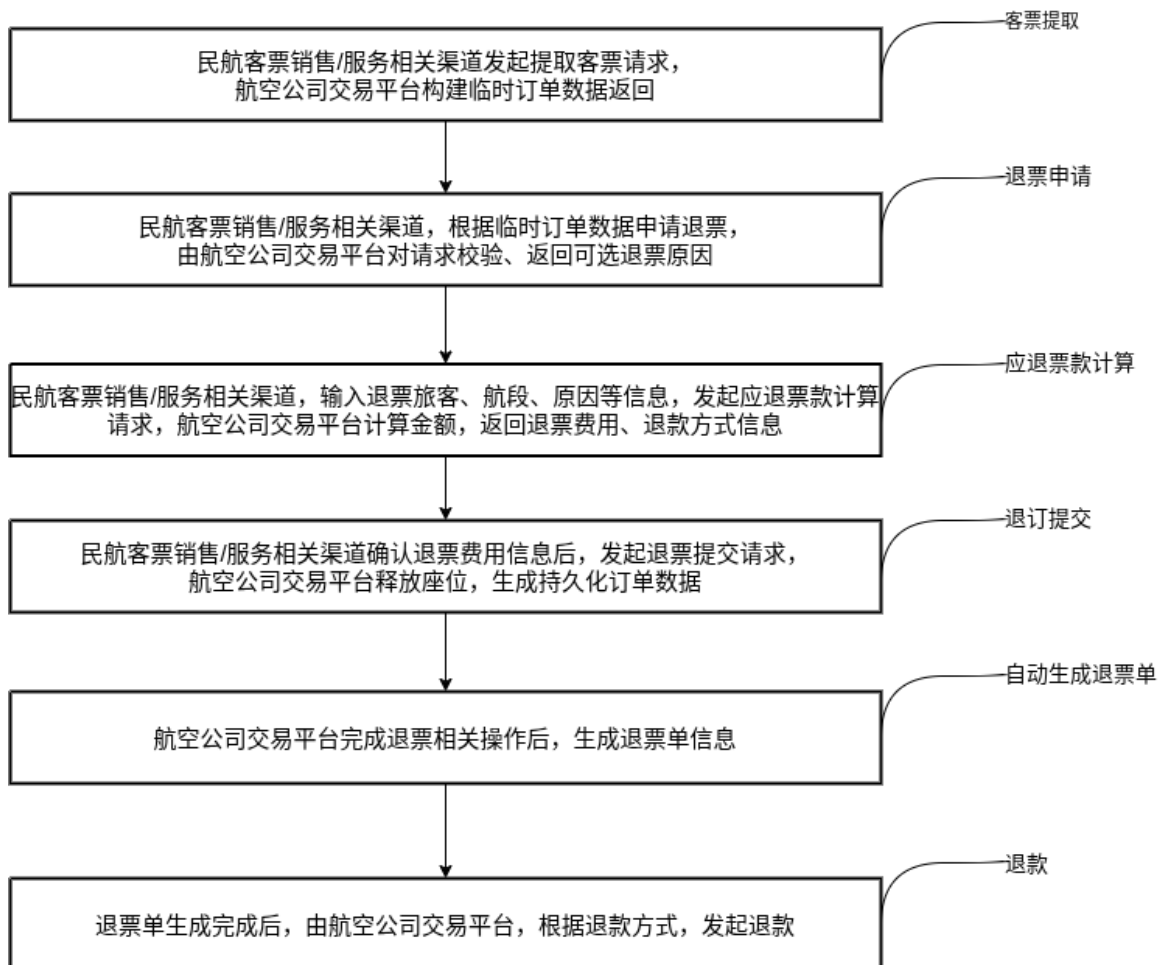 客票提取
民航客票销售/服务相关渠道发起提取客票请求，
航空公司交易平台构建临时订单数据返回
退票申请
民航客票销售/服务相关渠道，根据临时订单数据申请退票，
由航空公司交易平台对请求校验、返回可选退票原因
应退票款计算
民航客票销售/服务相关渠道，输入退票旅客、航段、原因等信息，发起应退票款计算
请求，航空公司交易平台计算金额，返回退票费用、退款方式信息
退订提交
民航客票销售/服务相关渠道确认退票费用信息后，发起退票提交请求，
航空公司交易平台释放座位，生成持久化订单数据
自动生成退票单
航空公司交易平台完成退票相关操作后，生成退票单信息
退款
退票单生成完成后，由航空公司交易平台，根据退款方式，发起退款